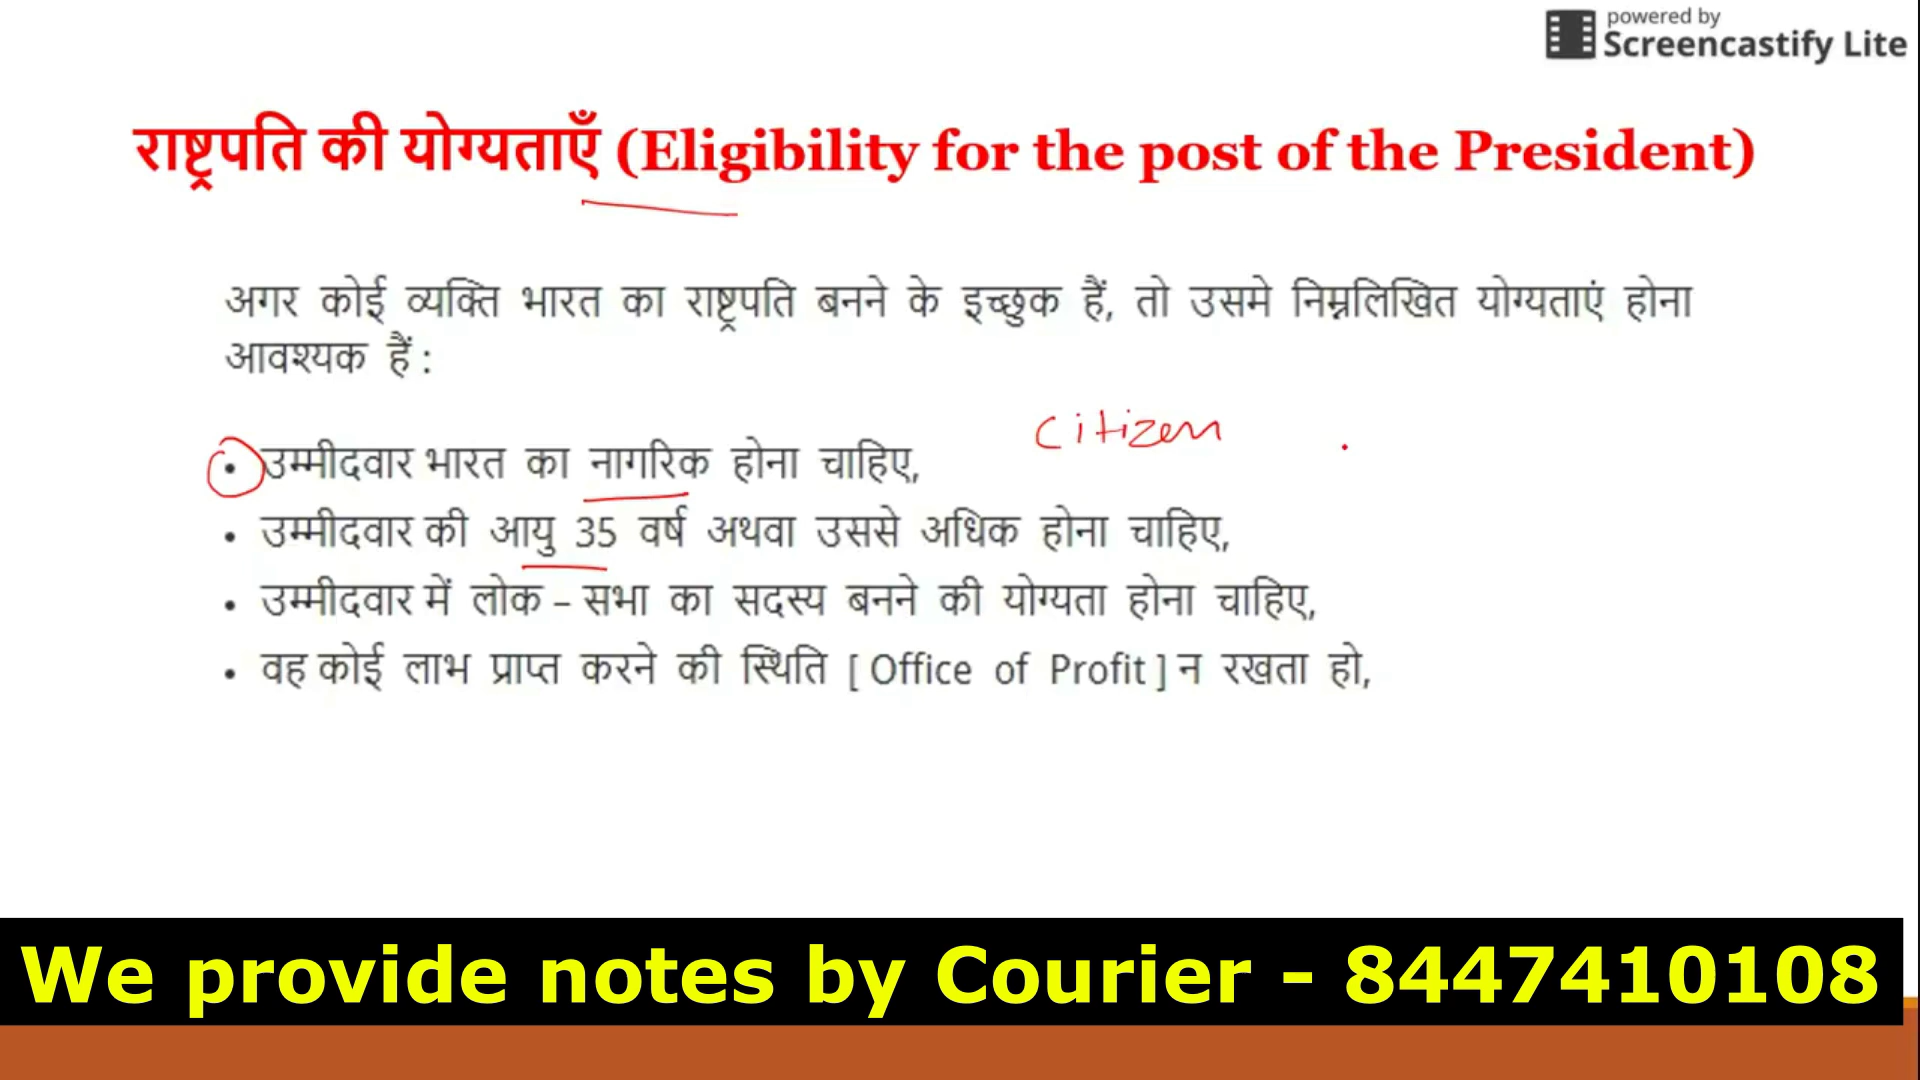 powered by
Screencastify Lite
राष्ट्रपति की योग्यताएँ (Eligibility for the post of the President)
अगर कोई व्यक्ति भारत का राष्ट्रपति बनने के इच्छुक हैं, तो उसमे निम्नलिखित योग्यताएं होना
आवश्यक हैं :
citizen
• उम्मीदवार भारत का नागरिक होना चाहिए,
• उम्मीदवार की आयु 35 वर्ष अथवा उससे अधिक होना चाहिए,
• उम्मीदवार में लोक – सभा का सदस्य बनने की योग्यता होना चाहिए,
• वह कोई लाभ प्राप्त करने की स्थिति [ Office of Profit ] न रखता हो,
We provide notes by Courier - 8447410108